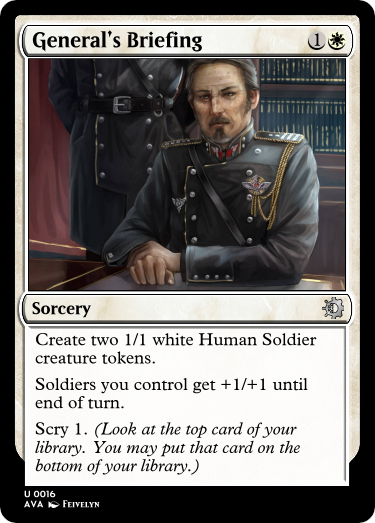 General's Briefing 1
Sorcery
Create two 1/1 white Human Soldier
creature tokens.
Soldiers you control get +1/+1 until
end of turn.
Scry 1. (Look at the top card of your
library. You may put that card on the
bottom of your library.)
U 0016
AVA Feivelyn